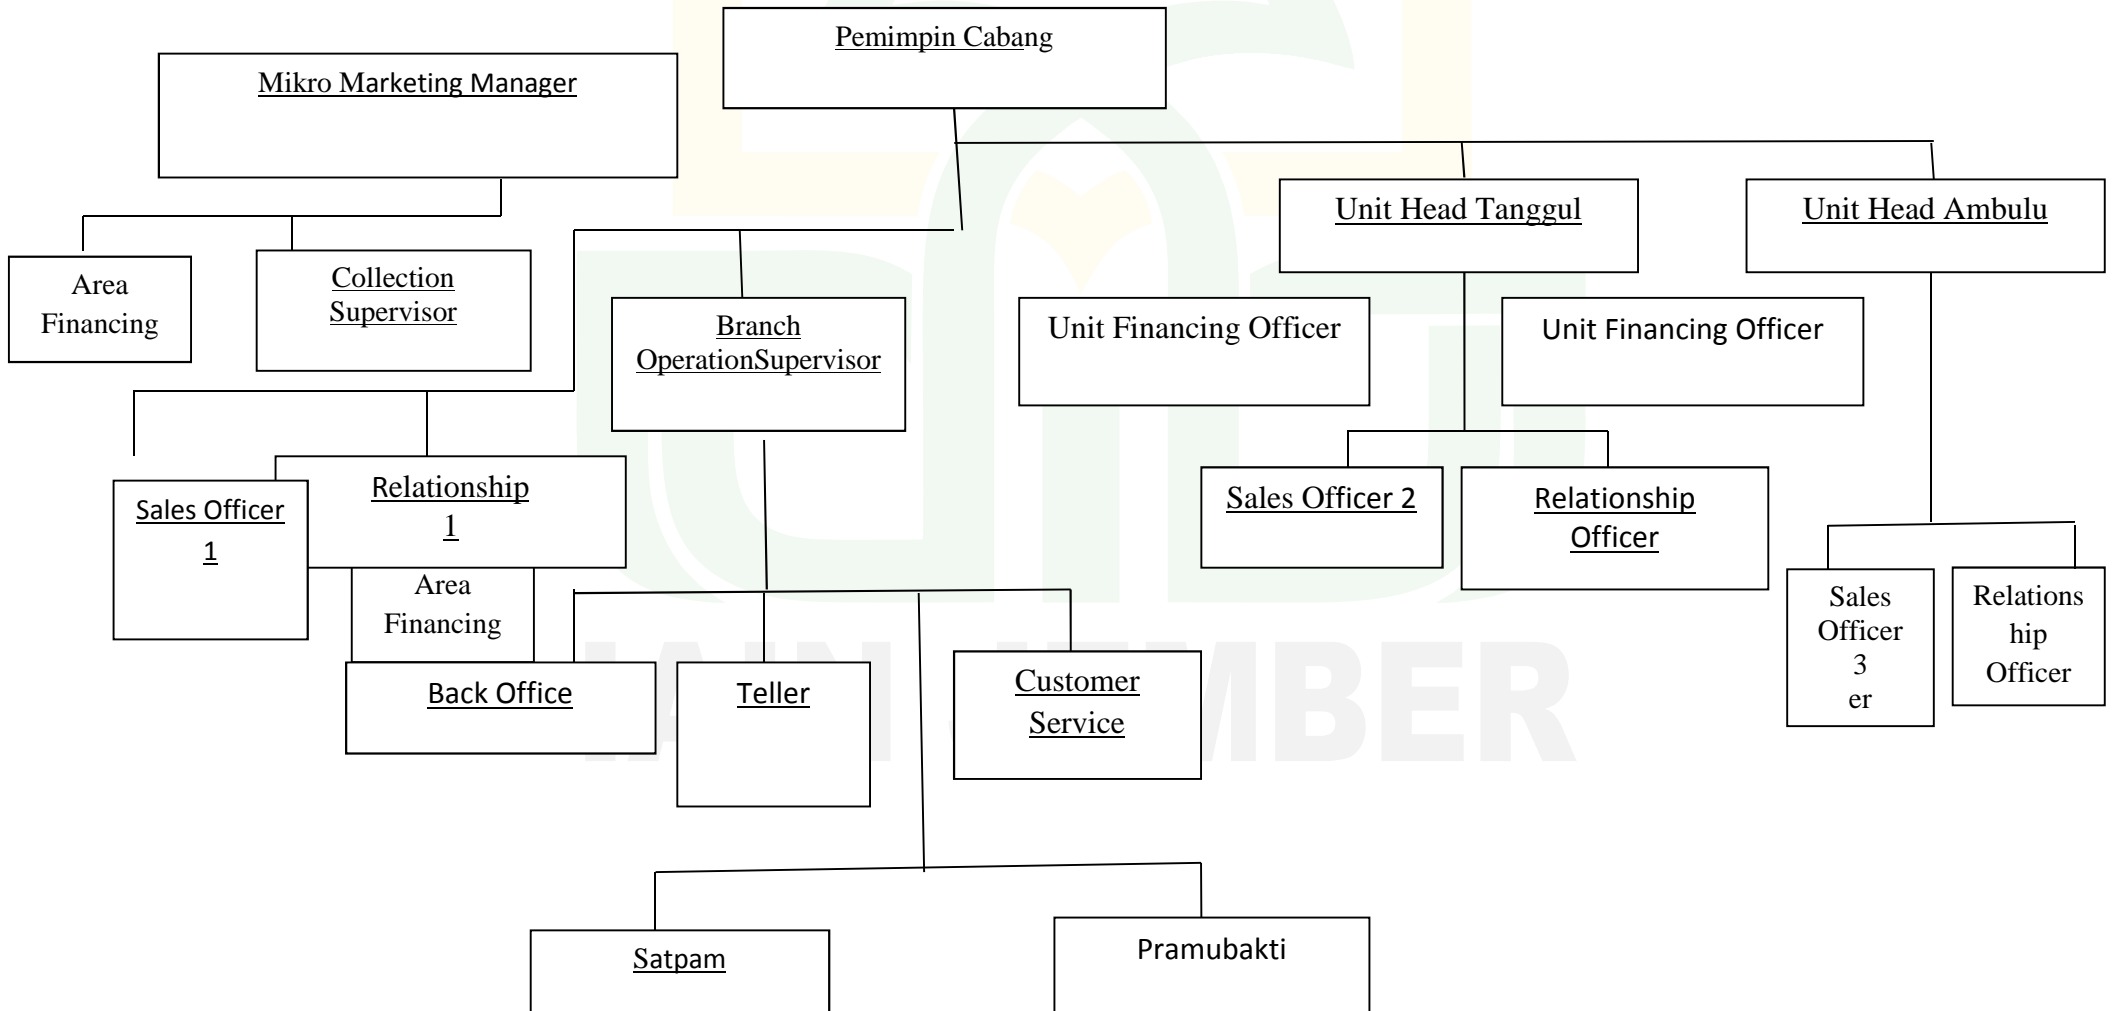 Pemimpin Cabang
Mikro Marketing Manager
Unit Head Tanggul
Unit Head Ambulu
Area
Financing
Collection
Supervisor
Branch
OperationSupervisor
Unit Financing Officer
Unit Financing Officer
Sales Officer
1
Relationship
1
Area
Financing
Sales Officer 2
Relationship
Officer
Sales
Officer
3
er
Relations
hip
Officer
Back Office
Teller
Customer
Service
IAIN JEMBER
Satpam
Pramubakti